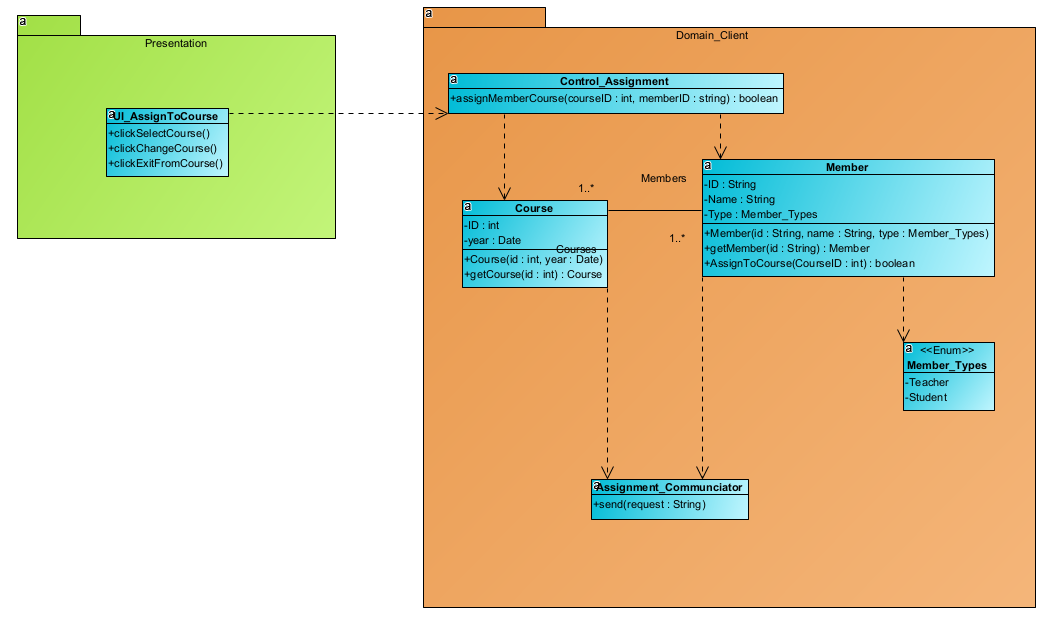 a
Presentation
a
UI_AssignToCourse
+clickSelectCourse()
+clickChangeCourse()
+clickExitFromCourse()
a
Domain_Client
a
Control_Assignment
+assignMemberCourse(courseID : int, memberID : string) : boolean
a
Course
-ID : int
-year : Date
+Course(id : int, year : Date)
+getCourse(id : int) : Course
1..*
Members
Courses
1..*
a
Member
-ID : String
-Name : String
-Type : Member_Types
+Member(id : String, name : String, type : Member_Types)
+getMember(id : String) : Member
+AssignToCourse(CourseID : int) : boolean
a
<<Enum>>
Member_Types
-Teacher
-Student
a
Assignment_Communciator
+send(request : String)